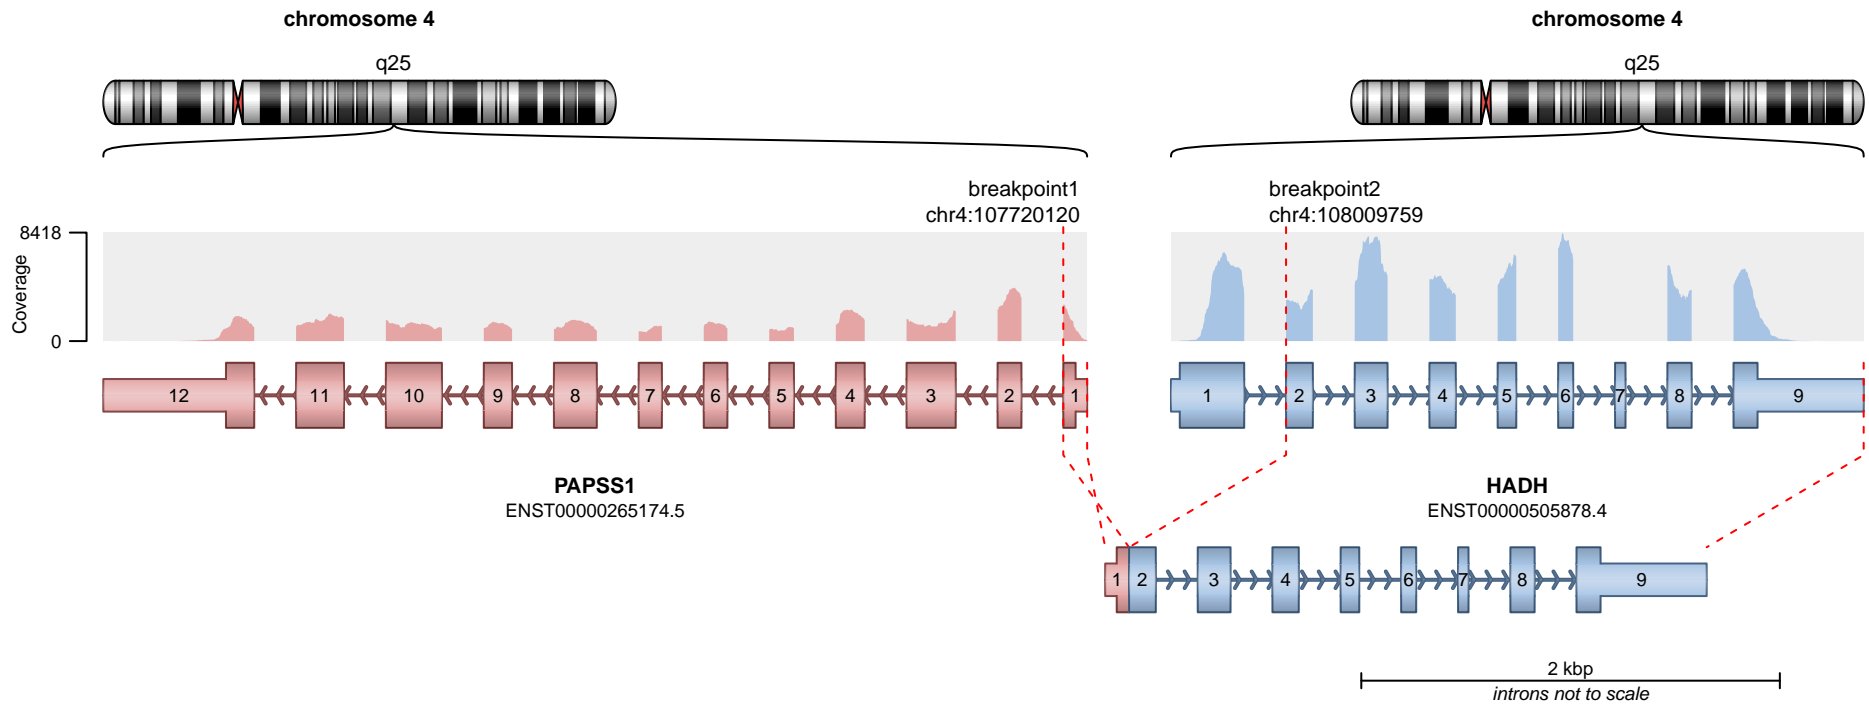 chromosome 4
chromosome 4
q25
q25
breakpoint1
chr4:107720120
breakpoint2
chr4:108009759
8418
Coverage
0
12 11 10 9 8 7 6 5 4 3 2 1
1 2 3 4 5 6 7 8 9
PAPSS1
ENST00000265174.5
HADH
ENST00000505878.4
1 2 3 4 5 6 7 8 9
2 kbp
introns not to scale